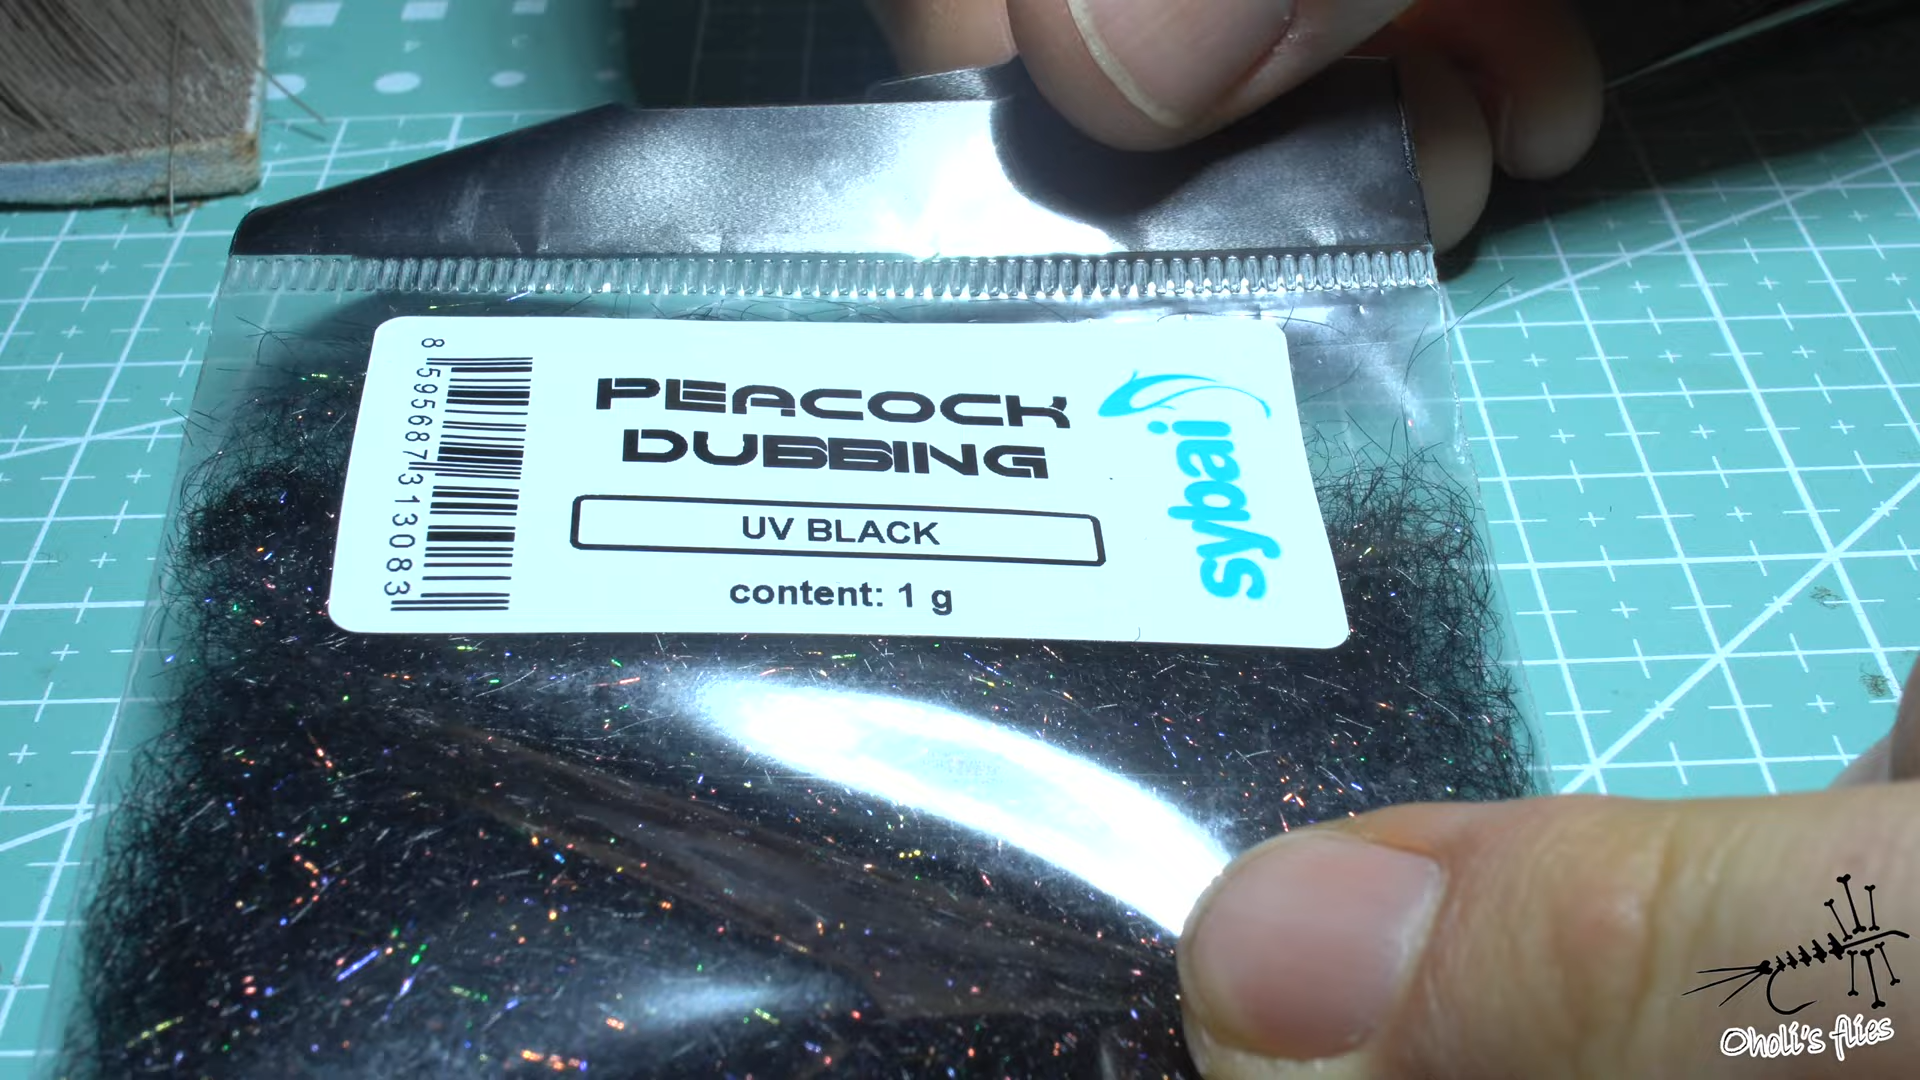 8 595687 313083
PEACOCK
DUBBING
UV BLACK
content: 1 g
sybai
Oholi's flies